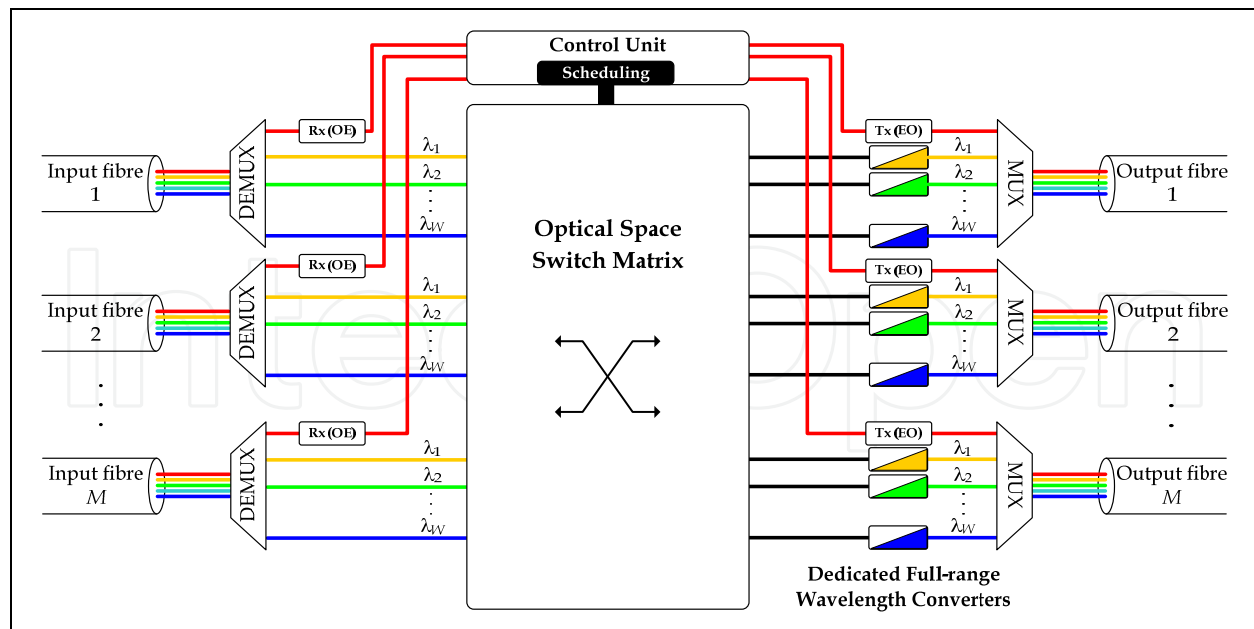 Control Unit
Scheduling
Rx(OE)
Tx(EO)
Input fibre
1
DEMUX
λ1
λ2
λW
Optical Space
Switch Matrix
λ1
λ2
λW
MUX
Output fibre
1
Rx(OE)
Tx(EO)
Input fibre
2
DEMUX
λ1
λ2
λW
λ1
λ2
λW
MUX
Output fibre
2
Rx(OE)
Tx(EO)
Input fibre
M
DEMUX
λ1
λ2
λW
λ1
λ2
λW
MUX
Output fibre
M
Dedicated Full-range
Wavelength Converters
InTechOpen